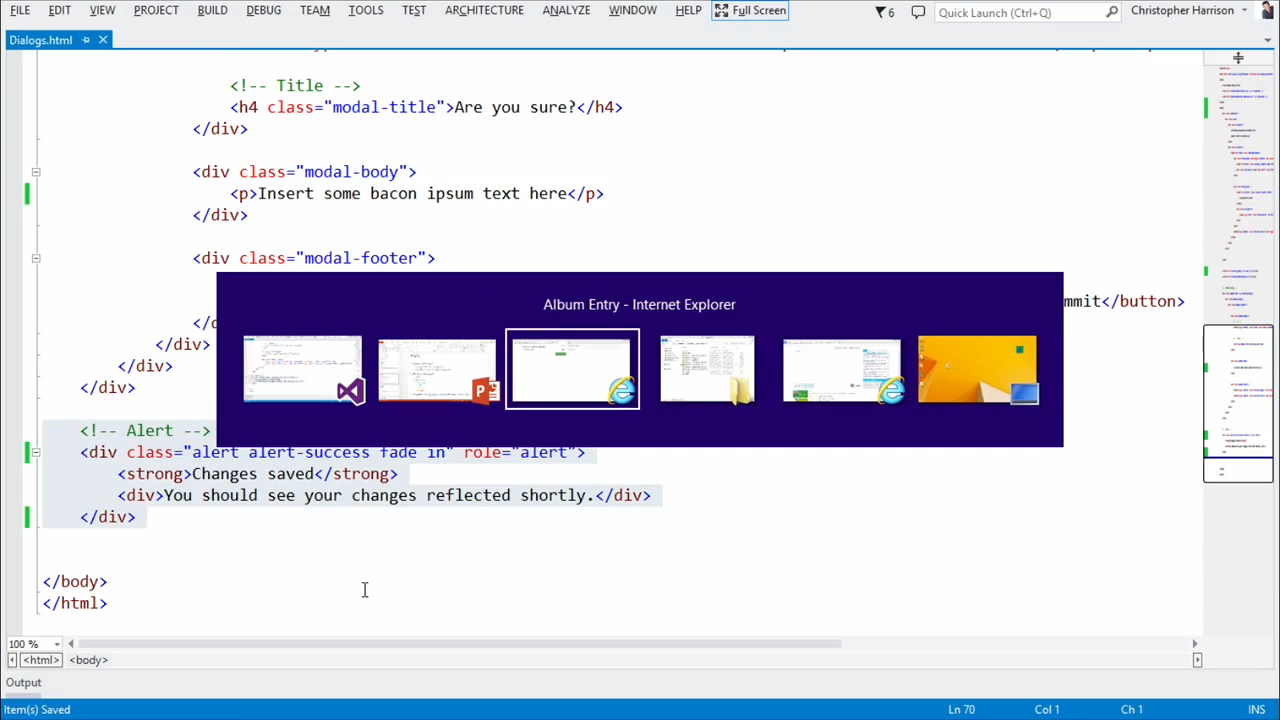 FILE EDIT VIEW PROJECT BUILD DEBUG TEAM TOOLS TEST ARCHITECTURE ANALYZE WINDOW HELP Full Screen 6 Quick Launch (Ctrl+Q) Christopher Harrison
Dialogs.html
<!-- Title -->
<h4 class="modal-title">Are you sure?</h4>
</div>
<div class="modal-body">
<p>Insert some bacon ipsum text here</p>
</div>
<div class="modal-footer">
Album Entry - Internet Explorer
mmit</button>
</d
</div>
</div>
</div>
<!-- Alert -->
<div class="alert alert-success fade in" role="alert">
<strong>Changes saved</strong>
<div>You should see your changes reflected shortly.</div>
</div>
</body>
</html>
100 %
<html> <body>
Output
Item(s) Saved Ln 70 Col 1 Ch 1 INS